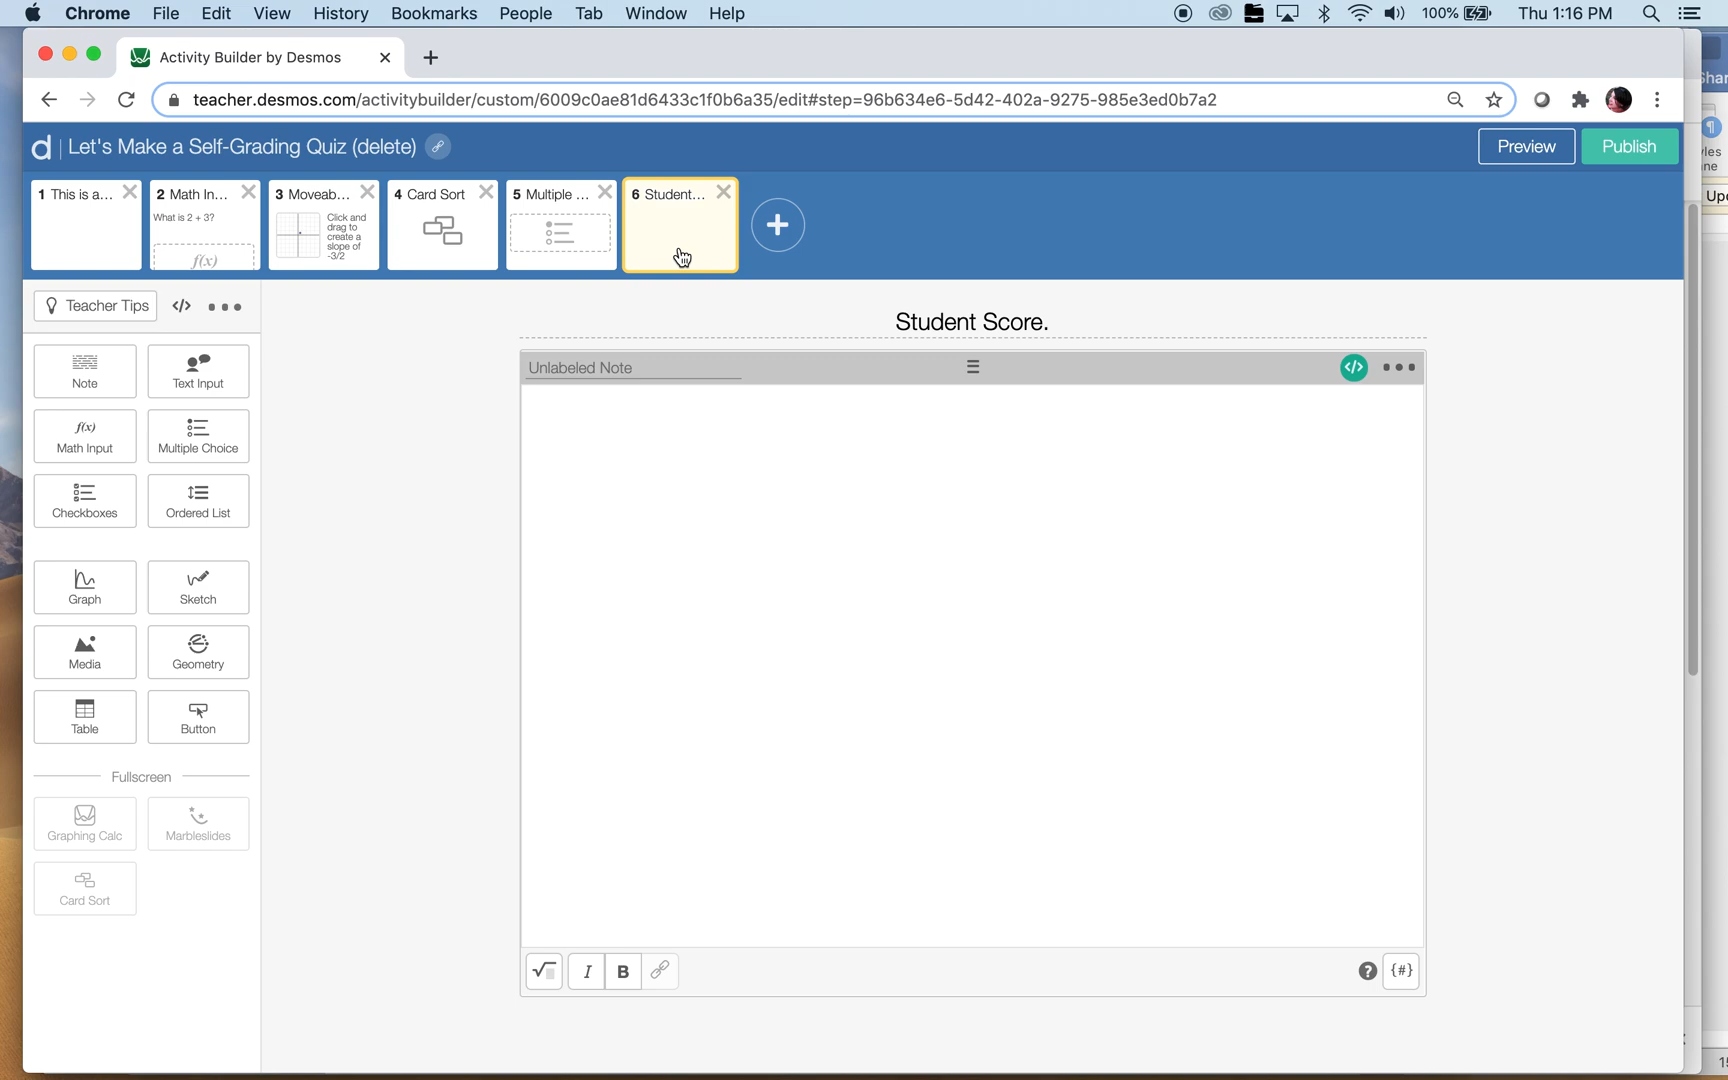 Chrome File Edit View History Bookmarks People Tab Window Help 100% Thu 1:16 PM
Activity Builder by Desmos
teacher.desmos.com/activitybuilder/custom/6009c0ae81d6433c1f0b6a35/edit#step=96b634e6-5d42-402a-9275-985e3ed0b7a2
d | Let's Make a Self-Grading Quiz (delete)
Preview Publish
1 This is a... 2 Math In... 3 Moveab... 4 Card Sort 5 Multiple ... 6 Student...
What is 2 + 3?
f(x)
Click and
drag to
create a
slope of
-3/2
Teacher Tips </>
Student Score.
Unlabeled Note </>
Note Text Input
f(x)
Math Input Multiple Choice
Checkboxes Ordered List
Graph Sketch
Media Geometry
Table Button
Fullscreen
Graphing Calc Marbleslides
Card Sort
√ I B ? {#}